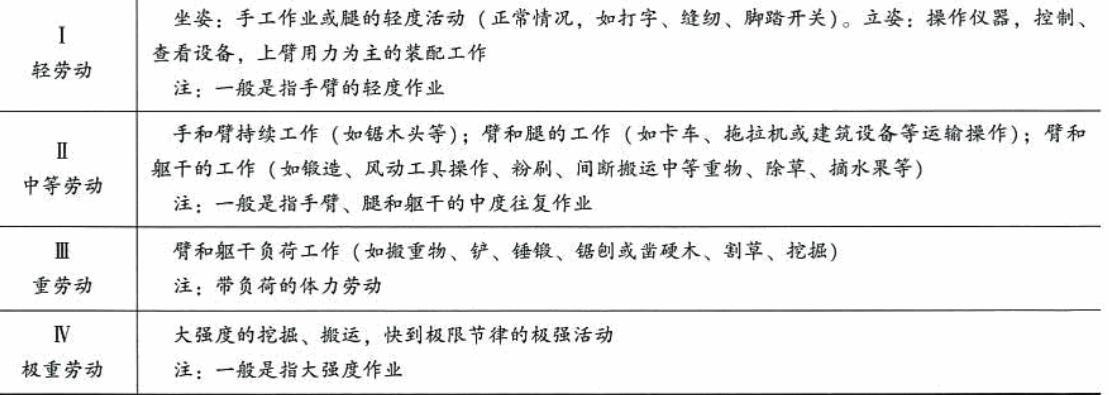 Ⅰ
轻劳动
坐姿：手工作业或腿的轻度活动（正常情况，如打字、缝纫、脚踏开关）。立姿：操作仪器，控制、
查看设备，上臂用力为主的装配工作
注：一般是指手臂的轻度作业
Ⅱ
中等劳动
手和臂持续工作（如锯木头等）；臂和腿的工作（如卡车、拖拉机或建筑设备等运输操作）；臂和
躯干的工作（如锻造、风动工具操作、粉刷、间断搬运中等重物、除草、摘水果等）
注：一般是指手臂、腿和躯干的中度往复作业
Ⅲ
重劳动
臂和躯干负荷工作（如搬重物、铲、锤锻、锯刨或凿硬木、割草、挖掘）
注：带负荷的体力劳动
Ⅳ
极重劳动
大强度的挖掘、搬运，快到极限节律的极强活动
注：一般是指大强度作业